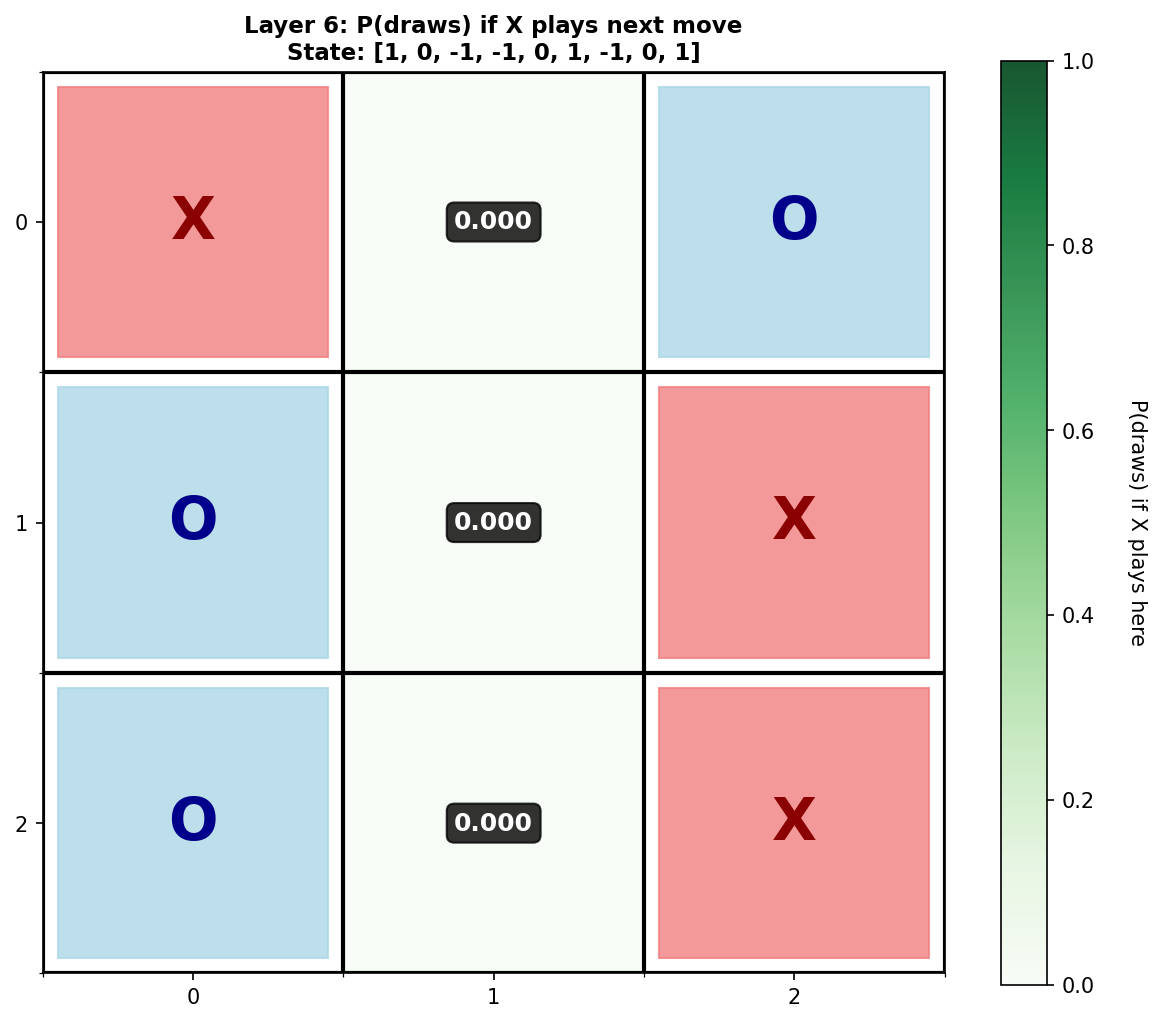 Layer 6: P(draws) if X plays next move
State: [1, 0, -1, -1, 0, 1, -1, 0, 1]
X
0.000
O
O
0.000
X
O
0.000
X
0
1
2
0
1
2
1.0
0.8
0.6
0.4
0.2
0.0
P(draws) if X plays here